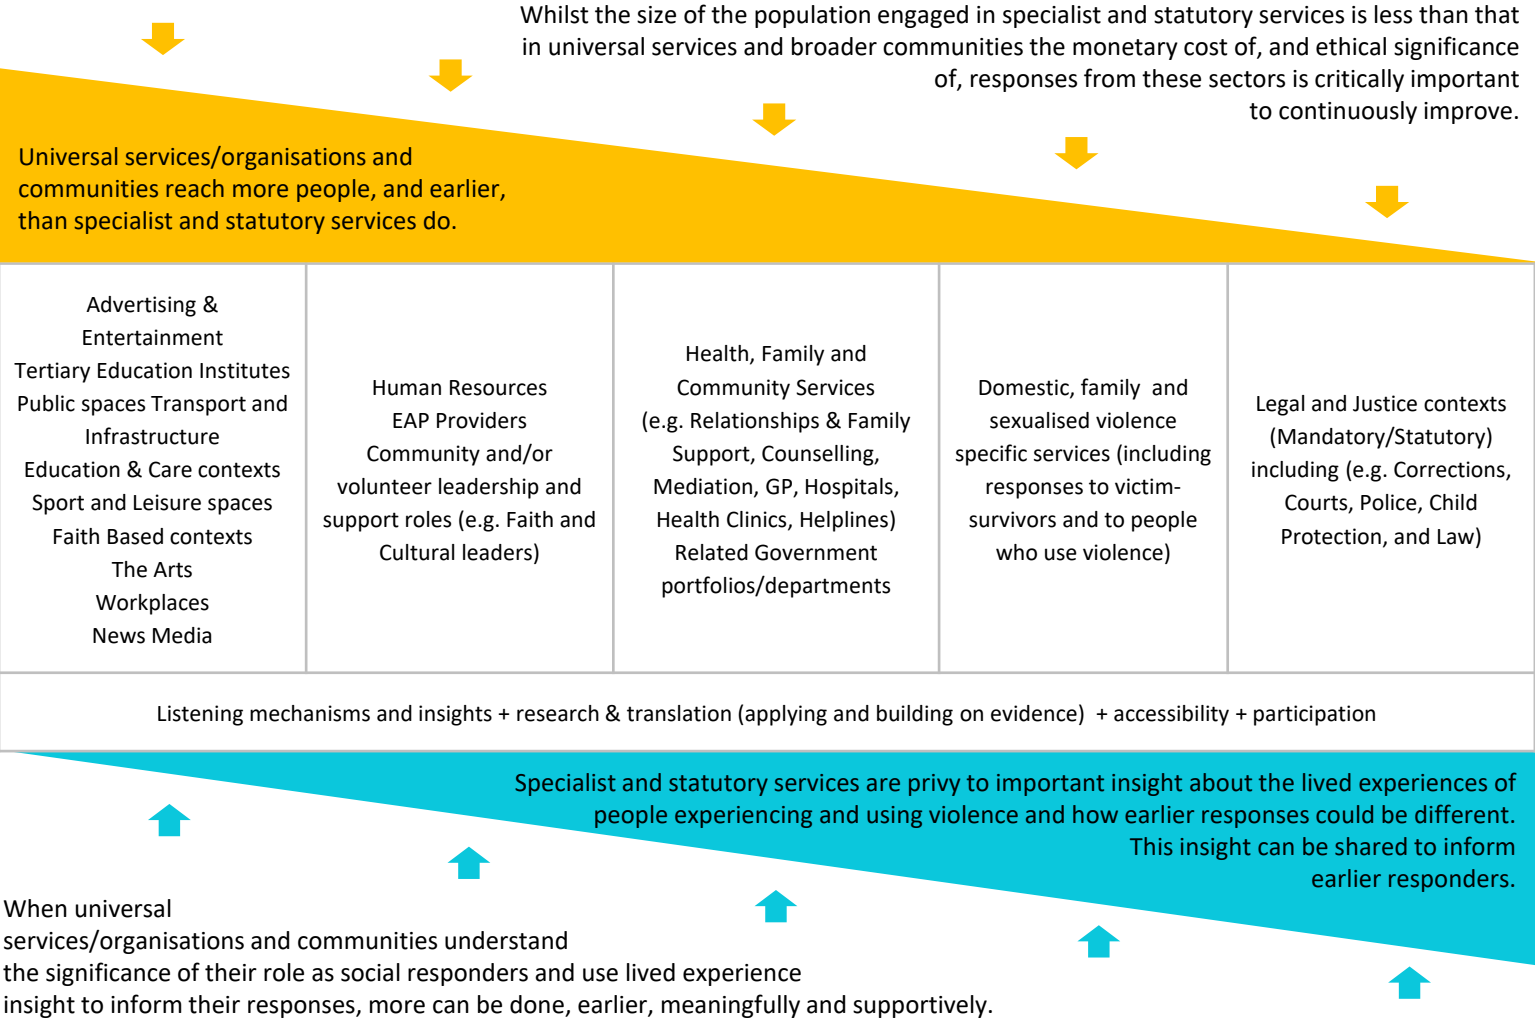 Whilst the size of the population engaged in specialist and statutory services is less than that
in universal services and broader communities the monetary cost of, and ethical significance
of, responses from these sectors is critically important
to continuously improve.
Universal services/organisations and
communities reach more people, and earlier,
than specialist and statutory services do.
Advertising &
Entertainment
Tertiary Education Institutes
Public spaces Transport and
Infrastructure
Education & Care contexts
Sport and Leisure spaces
Faith Based contexts
The Arts
Workplaces
News Media
Human Resources
EAP Providers
Community and/or
volunteer leadership and
support roles (e.g. Faith and
Cultural leaders)
Health, Family and
Community Services
(e.g. Relationships & Family
Support, Counselling,
Mediation, GP, Hospitals,
Health Clinics, Helplines)
Related Government
portfolios/departments
Domestic, family and
sexualised violence
specific services (including
responses to victim-
survivors and to people
who use violence)
Legal and Justice contexts
(Mandatory/Statutory)
including (e.g. Corrections,
Courts, Police, Child
Protection, and Law)
Listening mechanisms and insights + research & translation (applying and building on evidence) + accessibility + participation
Specialist and statutory services are privy to important insight about the lived experiences of
people experiencing and using violence and how earlier responses could be different.
This insight can be shared to inform
earlier responders.
When universal
services/organisations and communities understand
the significance of their role as social responders and use lived experience
insight to inform their responses, more can be done, earlier, meaningfully and supportively.